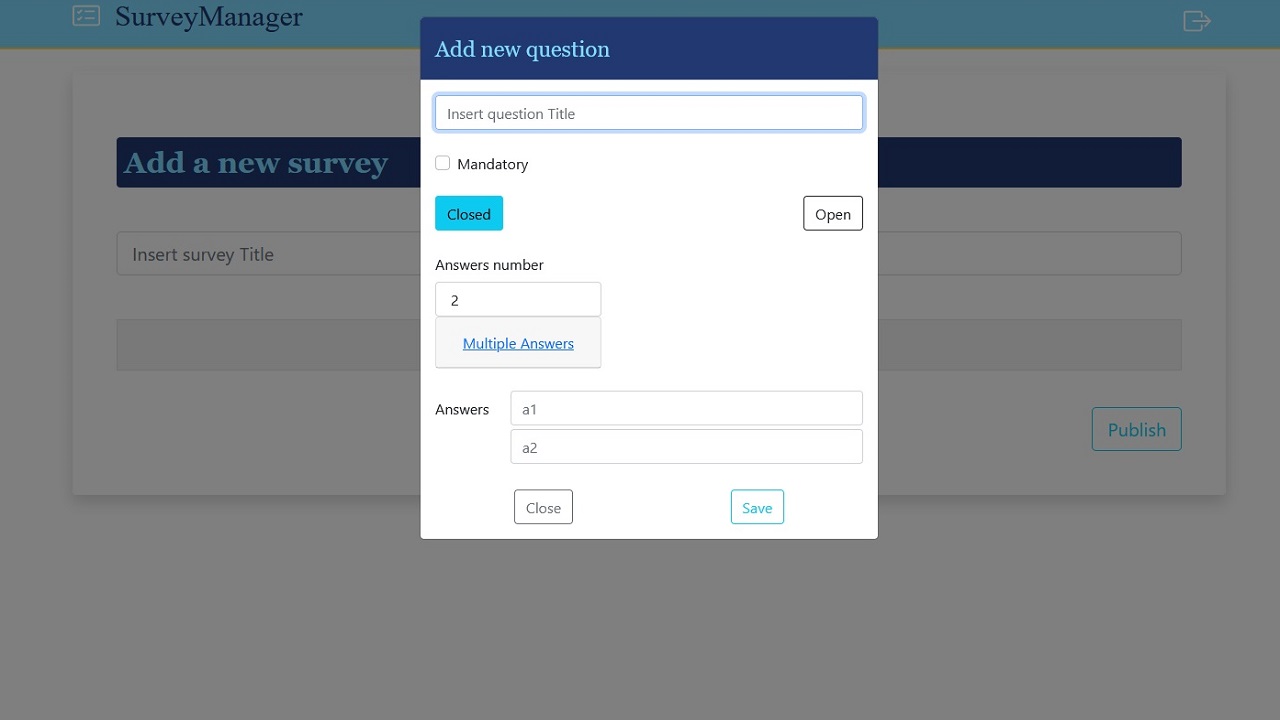 SurveyManager
Add new question
Insert question Title
Add a new survey
Mandatory
Closed
Open
Insert survey Title
Answers number
2
Multiple Answers
Answers
a1
a2
Publish
Close
Save